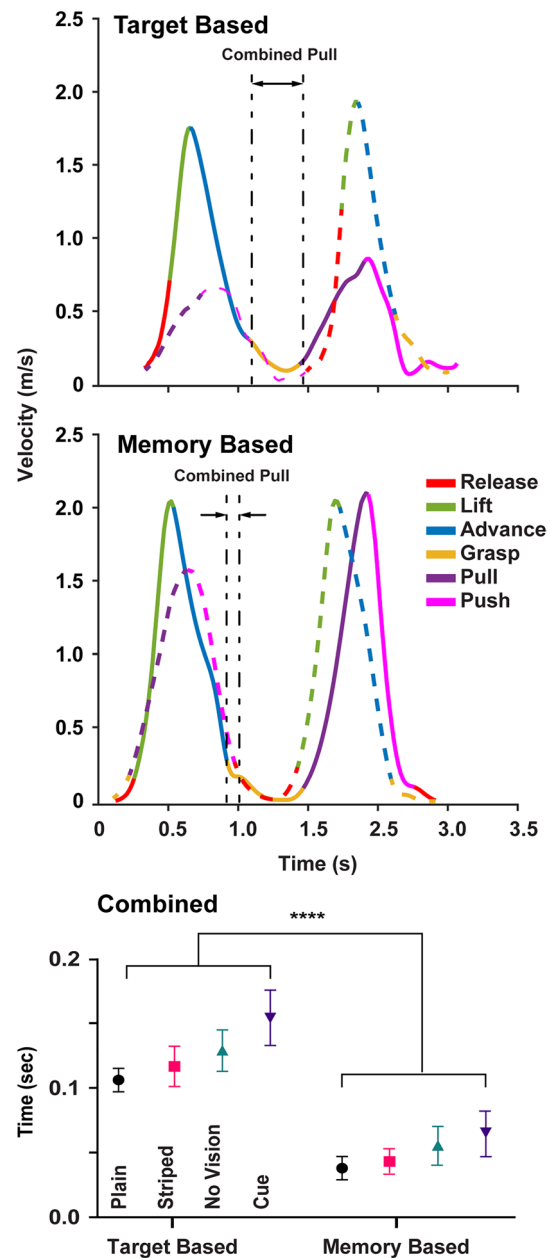 Target Based
Combined Pull
2.5
2.0
1.5
1.0
0.5
0
Velocity (m/s)
Memory Based
Combined Pull
2.5
2.0
1.5
1.0
0.5
0
Release
Lift
Advance
Grasp
Pull
Push
0 0.5 1.0 1.5 2.0 2.5 3.0 3.5
Time (s)
Combined
****
0.2
0.1
0.0
Time (sec)
Plain
Striped
No Vision
Cue
Target Based Memory Based